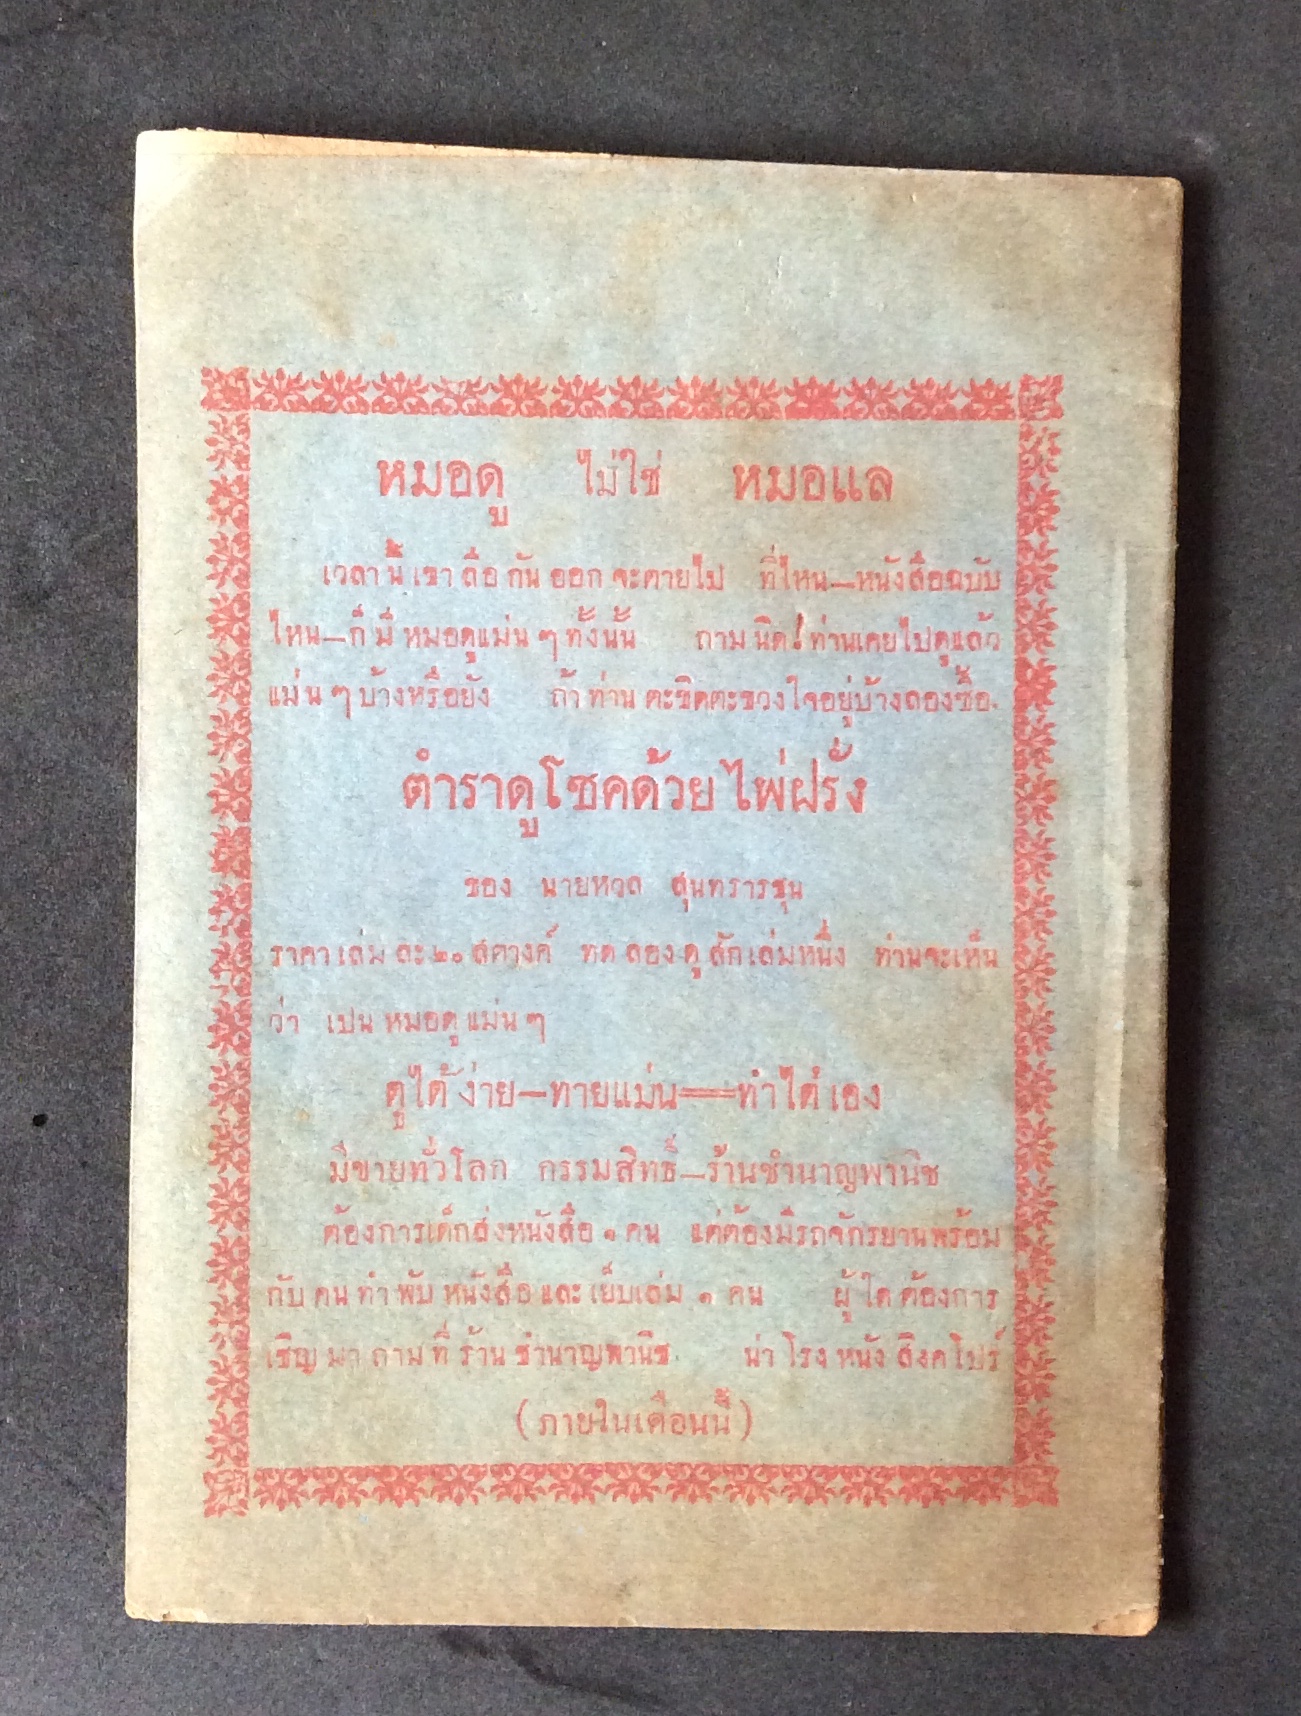 หมอดู ไม่ใช่ หมอแล
เวลานี้เขาลือกันออกจะตายไป ที่ไหน—หนังสือฉบับ
ไหน—ก็มีหมอดูแม่นๆทั้งนั้น ถามนิด! ท่านเคยไปดูแล้ว
แม่นๆบ้างหรือยัง ถ้าท่านตะขิดตะขวงใจอยู่บ้างลองซื้อ.
ตำราดูโชคด้วยไพ่ฝรั่ง
ของ นายหวล สุนทรารชุน
ราคาเล่มละ ๒๐ สตางค์ ทดลองดูสักเล่มหนึ่ง ท่านจะเห็น
ว่า เปนหมอดูแม่นๆ
ดูได้ง่าย—ทายแม่น==ทำได้เอง
มีขายทั่วโลก กรรมสิทธิ์—ร้านชำนาญพานิช
ต้องการเด็กส่งหนังสือ ๑ คน แต่ต้องมีรถจักรยานพร้อม
กับคนทำพับหนังสือและเย็บเล่ม ๑ คน ผู้ใดต้องการ
เชิญมาถามที่ร้านชำนาญพานิช น่าโรงหนังสิงคโปร์
(ภายในเดือนนี้)